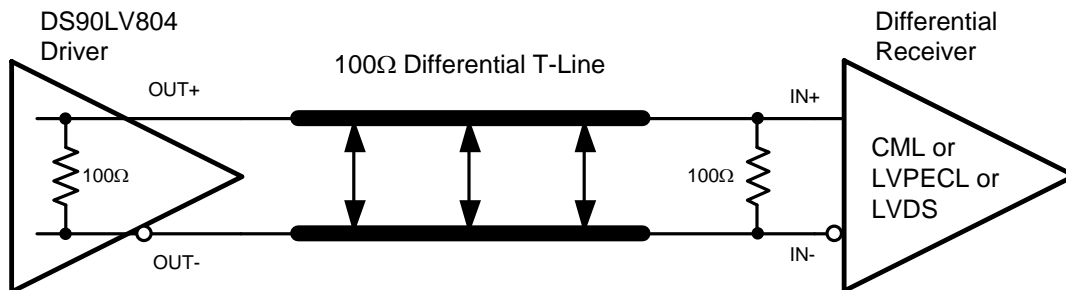 DS90LV804
Driver
Differential
Receiver
100Ω Differential T-Line
OUT+
IN+
100Ω
100Ω
CML or
LVPECL or
LVDS
OUT-
IN-